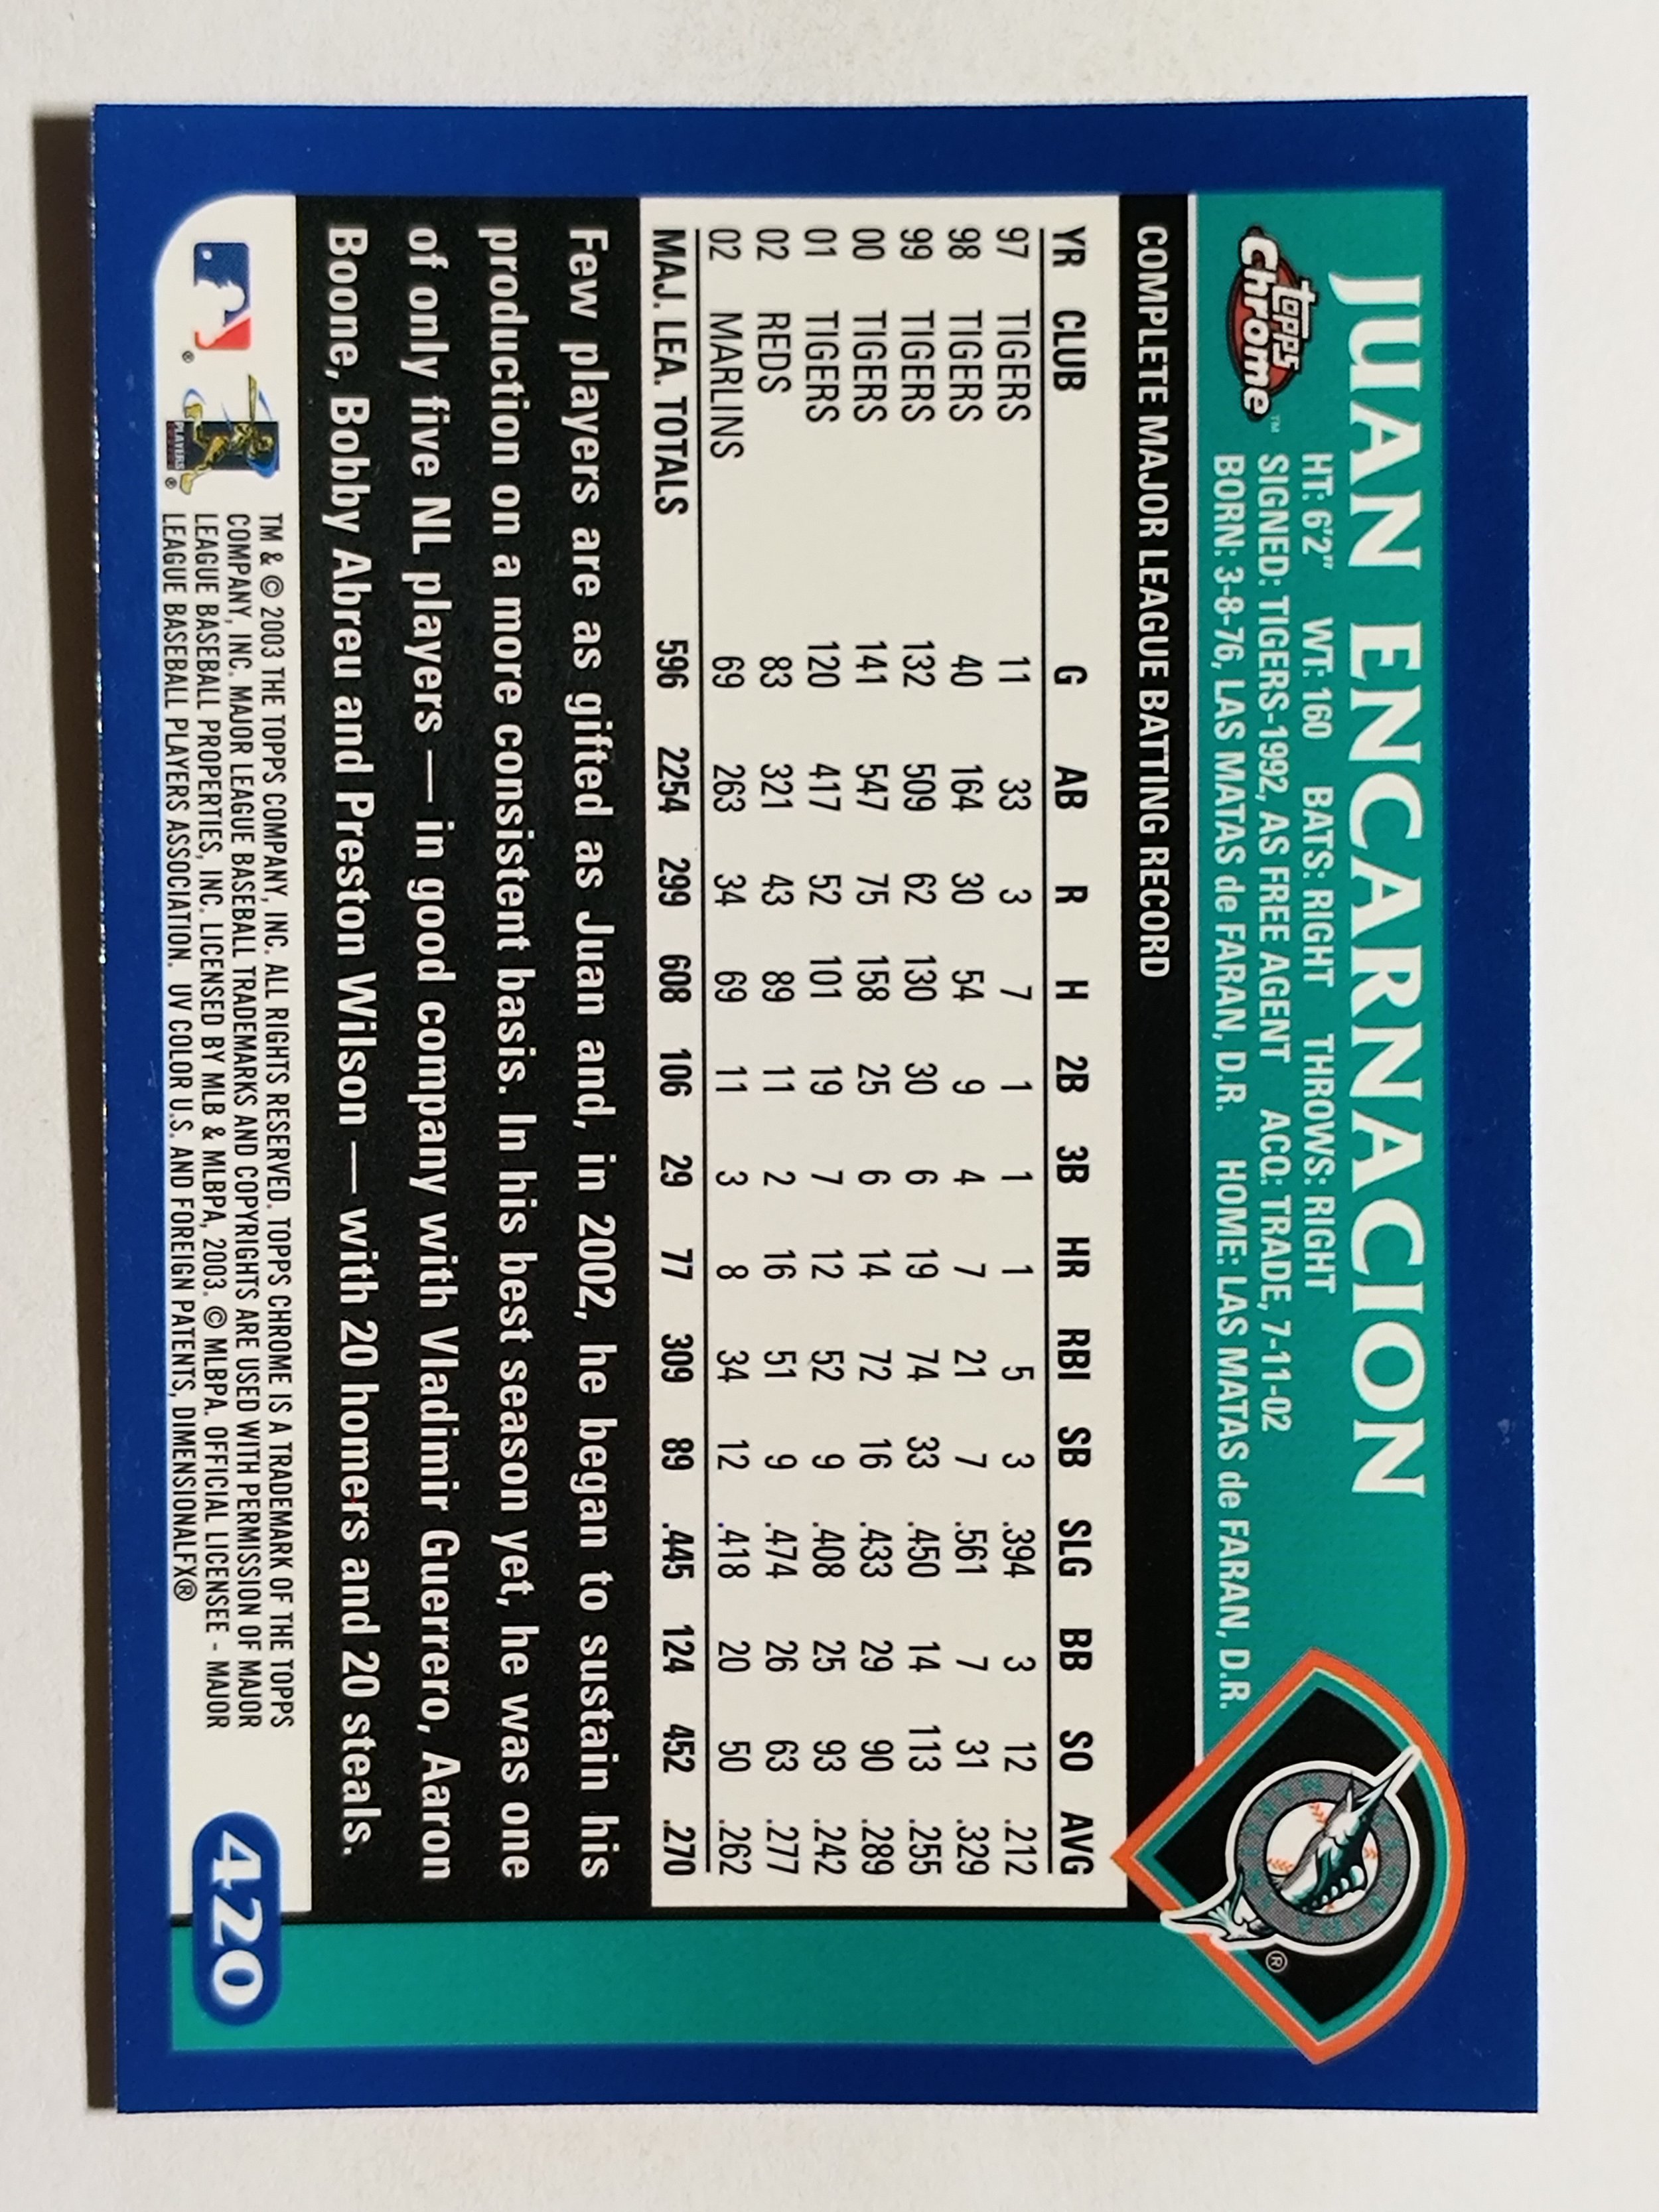 JUAN ENCARNACION
topps Chrome™
HT: 6'2" WT: 160 BATS: RIGHT THROWS: RIGHT
SIGNED: TIGERS-1992, AS FREE AGENT ACQ: TRADE, 7-11-02
BORN: 3-8-76, LAS MATAS de FARAN, D.R. HOME: LAS MATAS de FARAN, D.R.
®
COMPLETE MAJOR LEAGUE BATTING RECORD
YR CLUB G AB R H 2B 3B HR RBI SB SLG BB SO AVG
97 TIGERS 11 33 3 7 1 1 1 5 3 .394 3 12 .212
98 TIGERS 40 164 30 54 9 4 7 21 7 .561 7 31 .329
99 TIGERS 132 509 62 130 30 6 19 74 33 .450 14 113 .255
00 TIGERS 141 547 75 158 25 6 14 72 16 .433 29 90 .289
01 TIGERS 120 417 52 101 19 7 12 52 9 .408 25 93 .242
02 REDS 83 321 43 89 11 2 16 51 9 .474 26 63 .277
02 MARLINS 69 263 34 69 11 3 8 34 12 .418 20 50 .262
MAJ. LEA. TOTALS 596 2254 299 608 106 29 77 309 89 .445 124 452 .270
Few players are as gifted as Juan and, in 2002, he began to sustain his
production on a more consistent basis. In his best season yet, he was one
of only five NL players — in good company with Vladimir Guerrero, Aaron
Boone, Bobby Abreu and Preston Wilson — with 20 homers and 20 steals.
® PLAYERS ®
TM & © 2003 THE TOPPS COMPANY, INC. ALL RIGHTS RESERVED. TOPPS CHROME IS A TRADEMARK OF THE TOPPS
COMPANY, INC. MAJOR LEAGUE BASEBALL TRADEMARKS AND COPYRIGHTS ARE USED WITH PERMISSION OF MAJOR
LEAGUE BASEBALL PROPERTIES, INC. LICENSED BY MLB & MLBPA, 2003. © MLBPA. OFFICIAL LICENSEE - MAJOR
LEAGUE BASEBALL PLAYERS ASSOCIATION. UV COLOR U.S. AND FOREIGN PATENTS, DIMENSIONALFX®
420